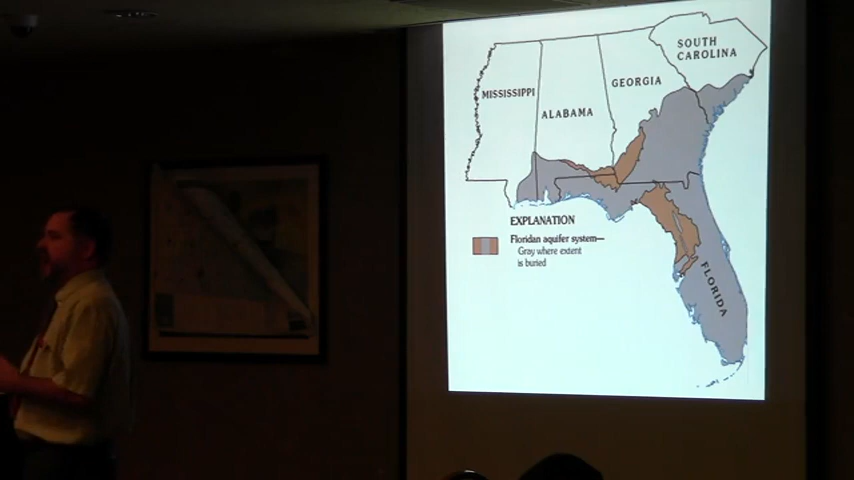 SOUTH
CAROLINA
GEORGIA
MISSISSIPPI
ALABAMA
EXPLANATION
Floridan aquifer system—
Gray where extent
is buried
FLORIDA